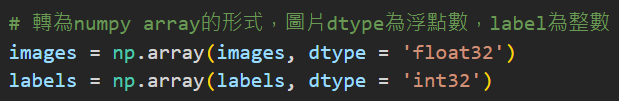 # 轉為numpy array的形式，圖片dtype為浮點數，label為整數
images = np.array(images, dtype = 'float32')
labels = np.array(labels, dtype = 'int32')